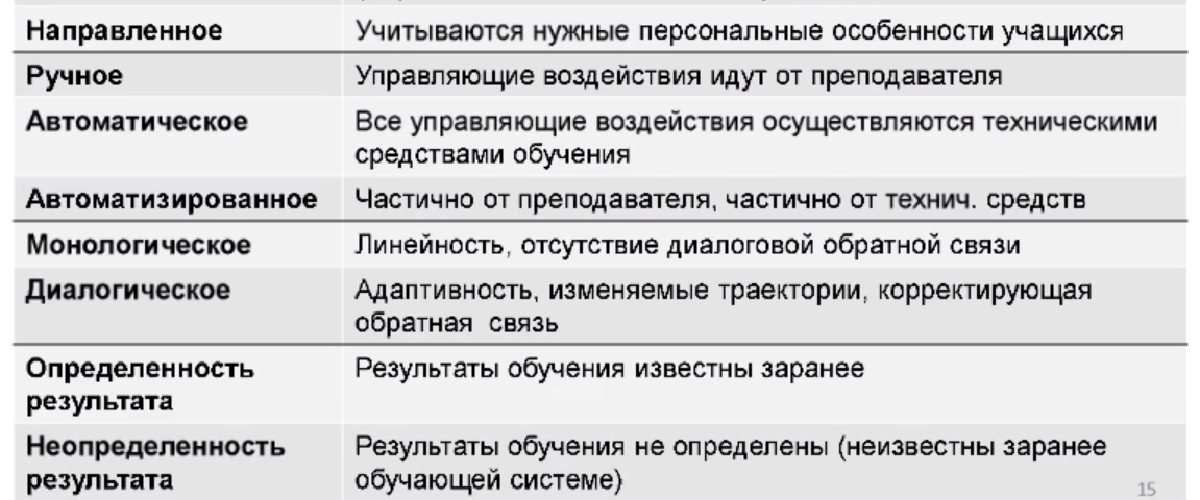 Направленное
Учитываются нужные персональные особенности учащихся
Ручное
Управляющие воздействия идут от преподавателя
Автоматическое
Все управляющие воздействия осуществляются техническими
средствами обучения
Автоматизированное
Частично от преподавателя, частично от технич. средств
Монологическое
Линейность, отсутствие диалоговой обратной связи
Диалогическое
Адаптивность, изменяемые траектории, корректирующая
обратная связь
Определенность
результата
Результаты обучения известны заранее
Неопределенность
результата
Результаты обучения не определены (неизвестны заранее
обучающей системе)
15